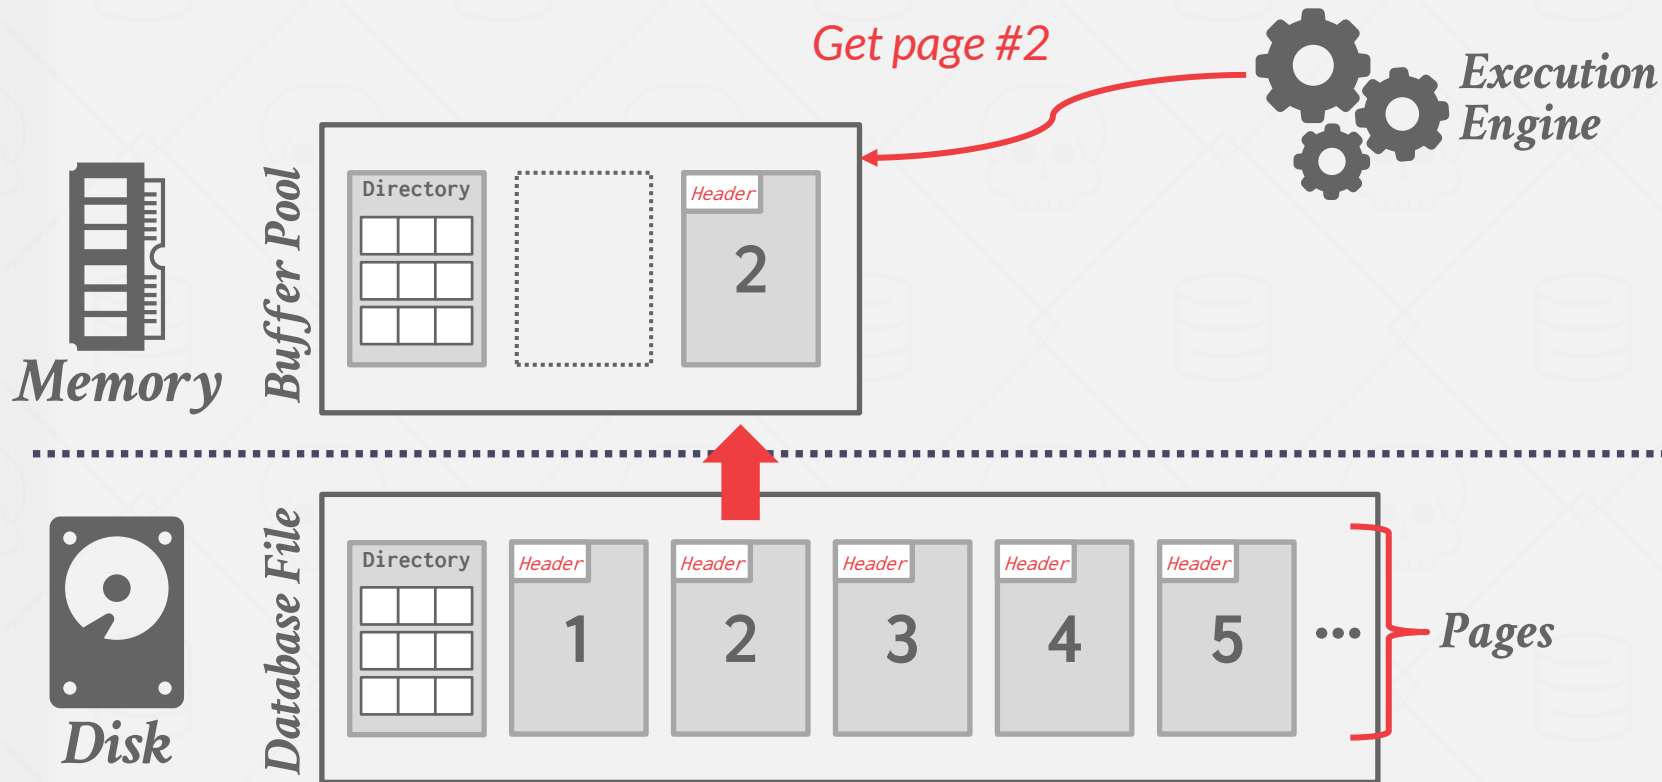 Get page #2
Execution
Engine
Buffer Pool
Directory
Header
2
Memory
Database File
Directory
Header
Header
Header
Header
Header
1
2
3
4
5
...
Pages
Disk